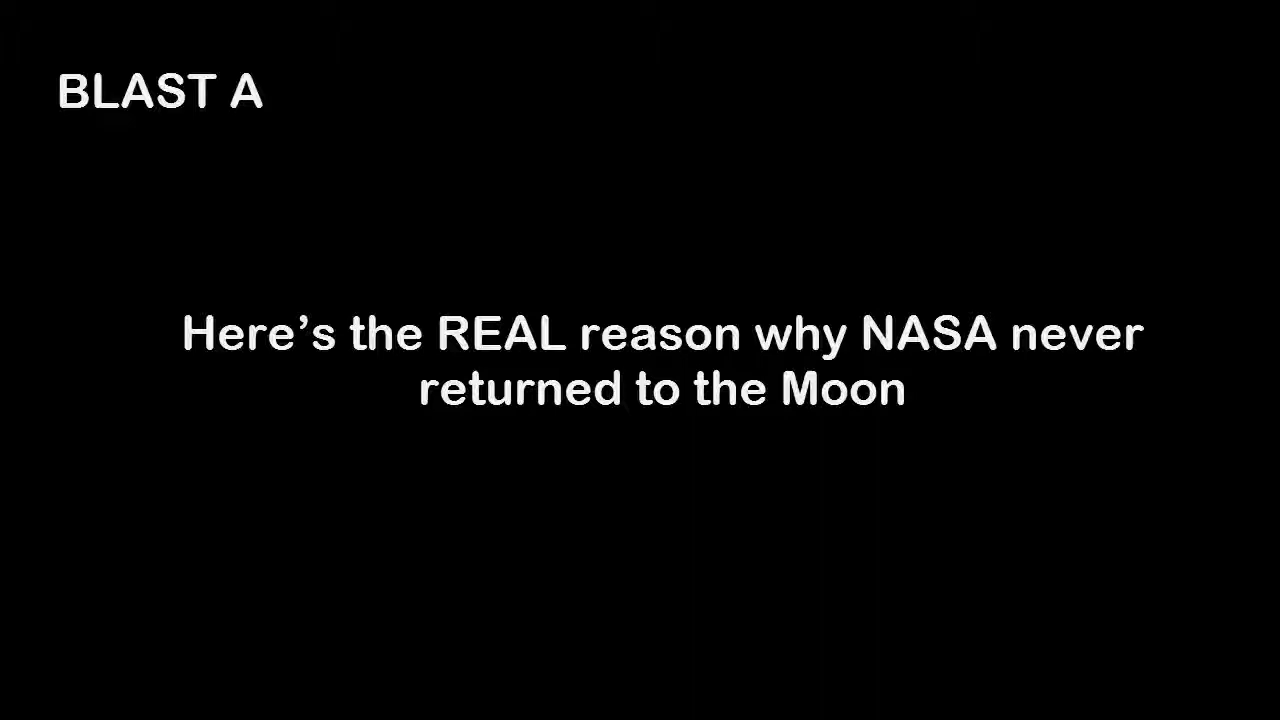 BLAST A
Here’s the REAL reason why NASA never
returned to the Moon